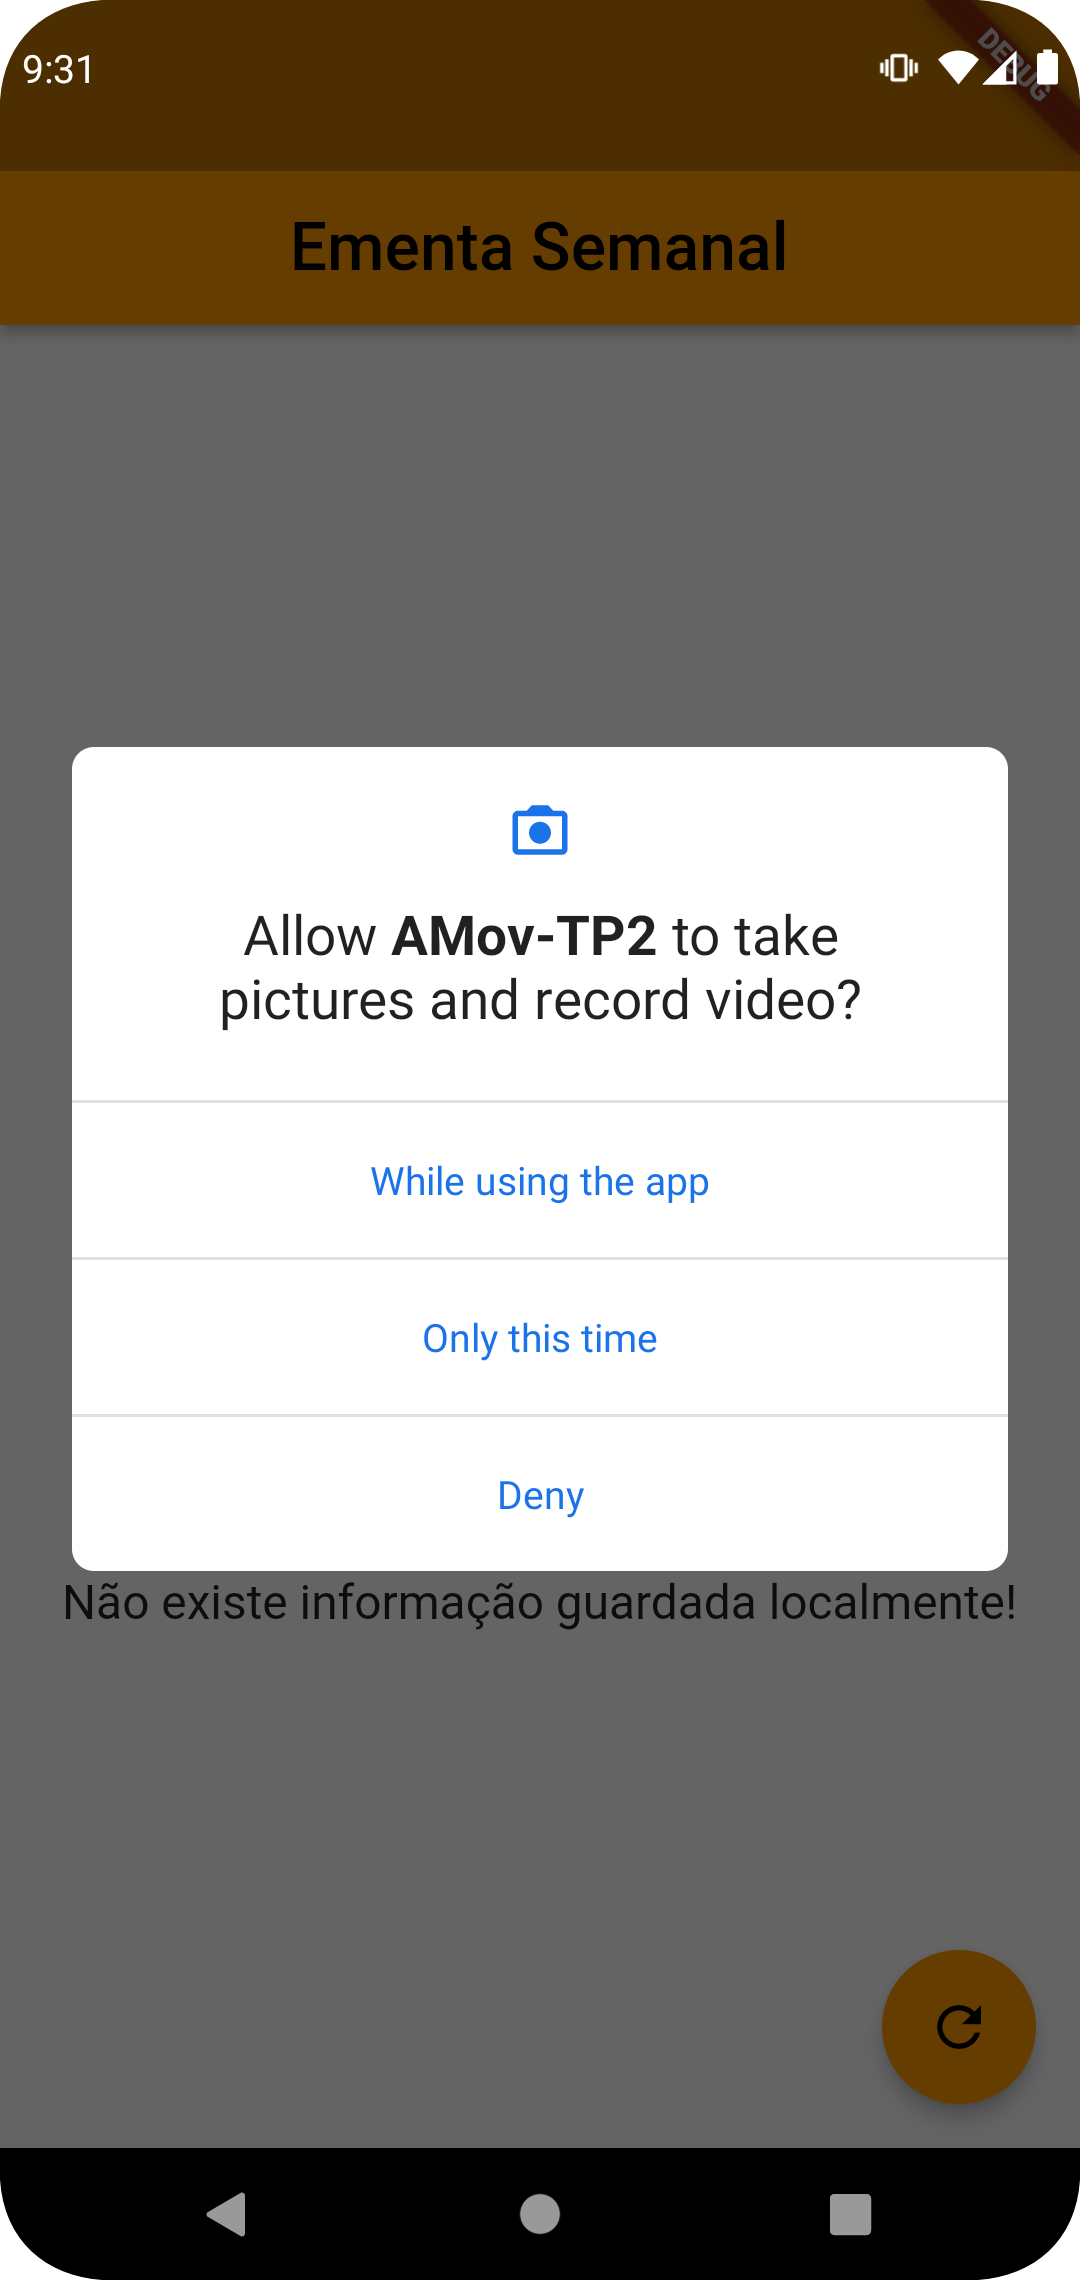 9:31
DEBUG
Ementa Semanal
Allow AMov-TP2 to take
pictures and record video?
While using the app
Only this time
Deny
Não existe informação guardada localmente!